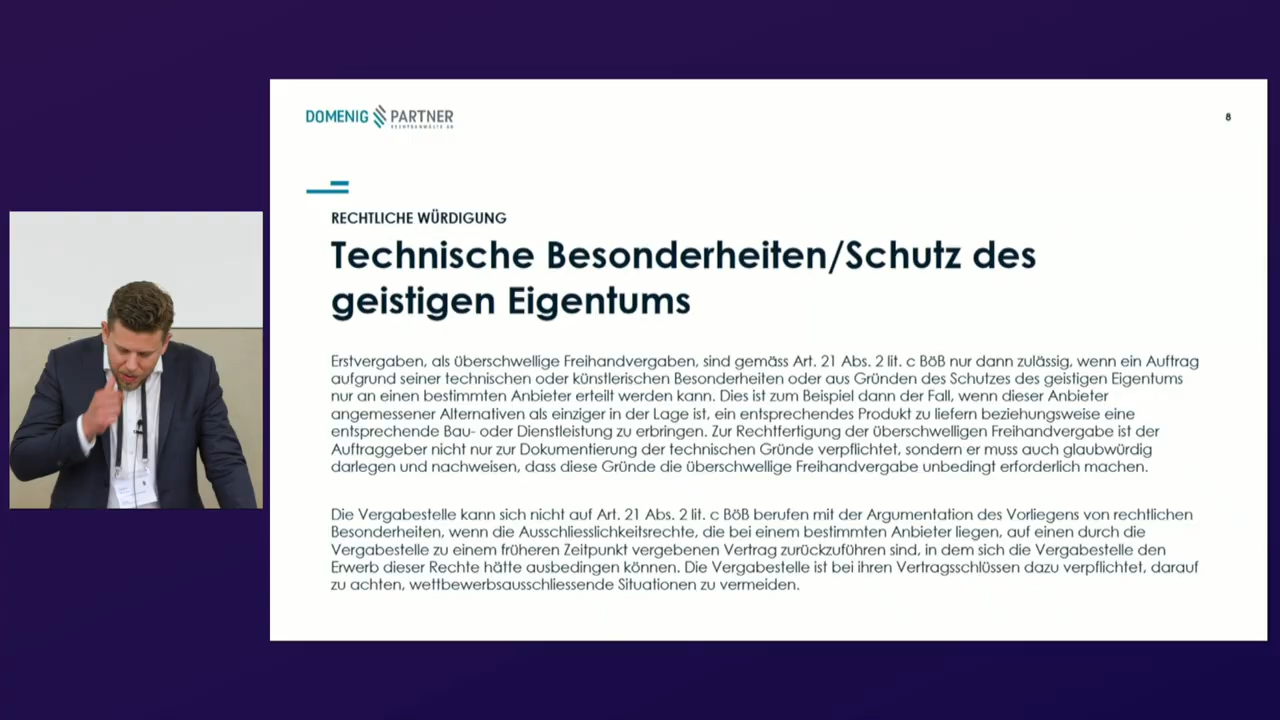 DOMENIG PARTNER
RECHTSANWÄLTE AG
8
RECHTLICHE WÜRDIGUNG
Technische Besonderheiten/Schutz des
geistigen Eigentums
Erstvergaben, als überschwellige Freihandvergaben, sind gemäss Art. 21 Abs. 2 lit. c BöB nur dann zulässig, wenn ein Auftrag
aufgrund seiner technischen oder künstlerischen Besonderheiten oder aus Gründen des Schutzes des geistigen Eigentums
nur an einen bestimmten Anbieter erteilt werden kann. Dies ist zum Beispiel dann der Fall, wenn dieser Anbieter
angemessener Alternativen als einziger in der Lage ist, ein entsprechendes Produkt zu liefern beziehungsweise eine
entsprechende Bau- oder Dienstleistung zu erbringen. Zur Rechtfertigung der überschwelligen Freihandvergabe ist der
Auftraggeber nicht nur zur Dokumentierung der technischen Gründe verpflichtet, sondern er muss auch glaubwürdig
darlegen und nachweisen, dass diese Gründe die überschwellige Freihandvergabe unbedingt erforderlich machen.
Die Vergabestelle kann sich nicht auf Art. 21 Abs. 2 lit. c BöB berufen mit der Argumentation des Vorliegens von rechtlichen
Besonderheiten, wenn die Ausschliesslichkeitsrechte, die bei einem bestimmten Anbieter liegen, auf einen durch die
Vergabestelle zu einem früheren Zeitpunkt vergebenen Vertrag zurückzuführen sind, in dem sich die Vergabestelle den
Erwerb dieser Rechte hätte ausbedingen können. Die Vergabestelle ist bei ihren Vertragsschlüssen dazu verpflichtet, darauf
zu achten, wettbewerbsausschliessende Situationen zu vermeiden.